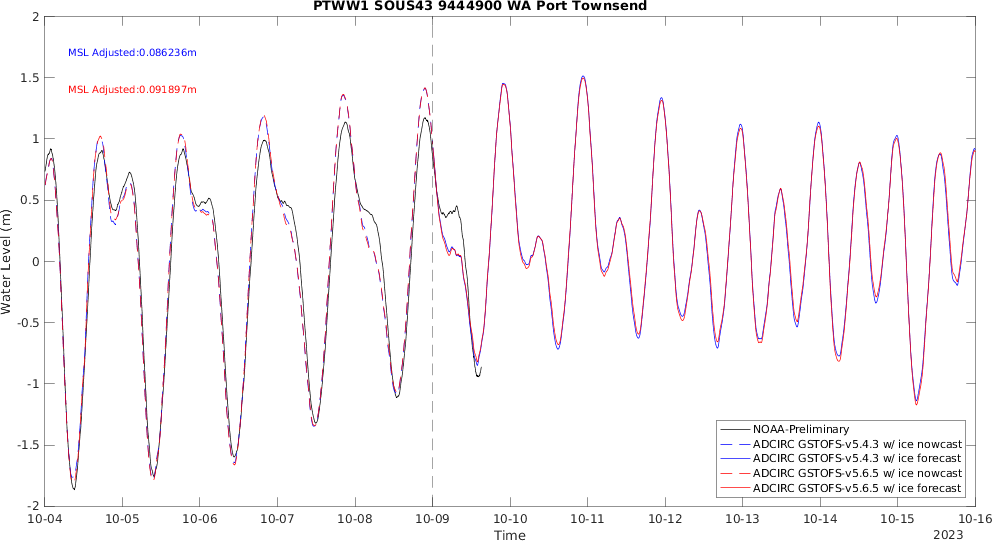 PTWW1 SOUS43 9444900 WA Port Townsend
MSL Adjusted:0.086236m
MSL Adjusted:0.091897m
Water Level (m)
2
1.5
1
0.5
0
-0.5
-1
-1.5
-2
NOAA-Preliminary
ADCIRC GSTOFS-v5.4.3 w/ ice nowcast
ADCIRC GSTOFS-v5.4.3 w/ ice forecast
ADCIRC GSTOFS-v5.6.5 w/ ice nowcast
ADCIRC GSTOFS-v5.6.5 w/ ice forecast
10-04 10-05 10-06 10-07 10-08 10-09 10-10 10-11 10-12 10-13 10-14 10-15 10-16
Time
2023